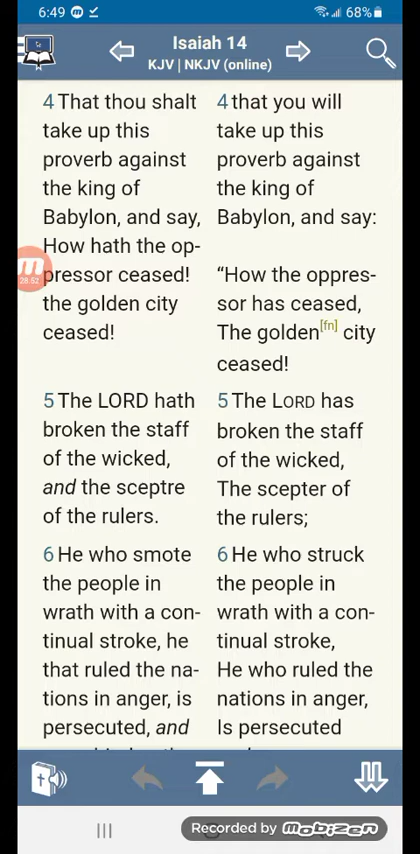 6:49 68%
Isaiah 14
KJV | NKJV (online)
4 That thou shalt
take up this
proverb against
the king of
Babylon, and say,
How hath the op-
pressor ceased!
the golden city
ceased!
5 The LORD hath
broken the staff
of the wicked,
and the sceptre
of the rulers.
6 He who smote
the people in
wrath with a con-
tinual stroke, he
that ruled the na-
tions in anger, is
persecuted, and
4 that you will
take up this
proverb against
the king of
Babylon, and say:
“How the oppres-
sor has ceased,
The golden[fn] city
ceased!
5 The LORD has
broken the staff
of the wicked,
The scepter of
the rulers;
6 He who struck
the people in
wrath with a con-
tinual stroke,
He who ruled the
nations in anger,
Is persecuted
28:52
Recorded by mobizen